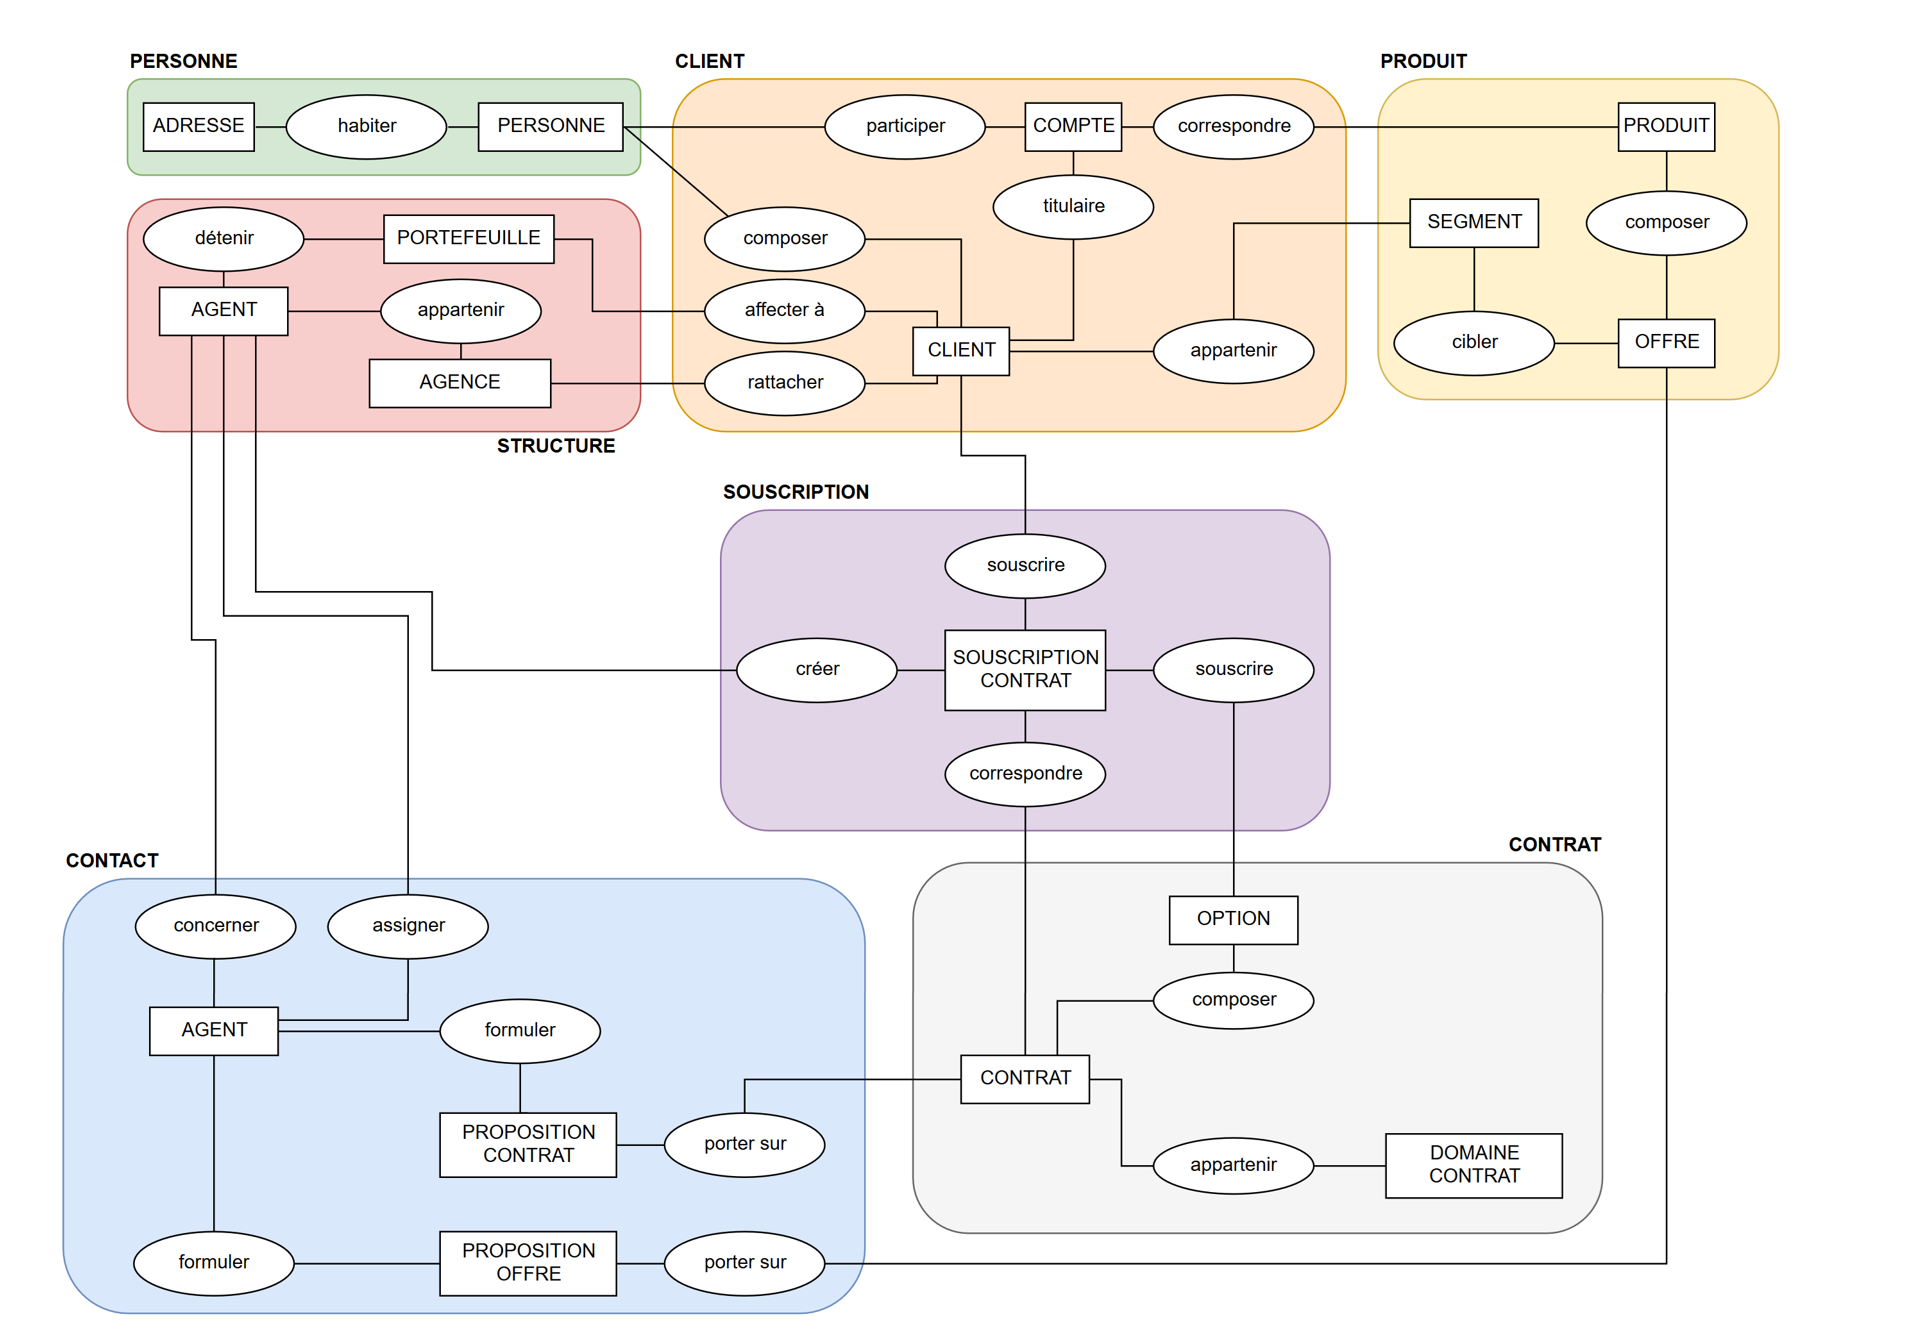 PERSONNE
CLIENT
PRODUIT
ADRESSE
habiter
PERSONNE
participer
COMPTE
correspondre
PRODUIT
titulaire
détenir
PORTEFEUILLE
composer
SEGMENT
composer
AGENT
appartenir
affecter à
CLIENT
appartenir
cibler
OFFRE
AGENCE
rattacher
STRUCTURE
SOUSCRIPTION
souscrire
créer
SOUSCRIPTION
CONTRAT
souscrire
correspondre
CONTACT
CONTRAT
concerner
assigner
OPTION
AGENT
formuler
composer
CONTRAT
PROPOSITION
CONTRAT
porter sur
appartenir
DOMAINE
CONTRAT
formuler
PROPOSITION
OFFRE
porter sur